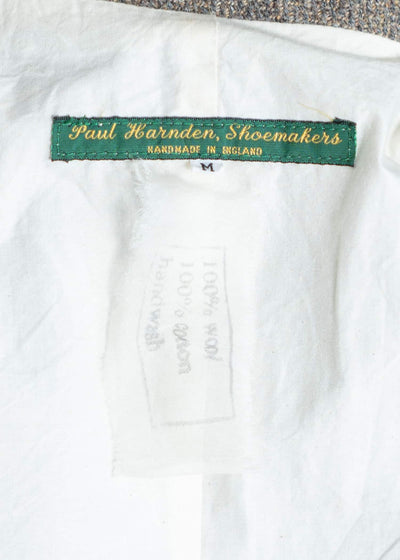 Paul Harnden, Shoemakers
HANDMADE IN ENGLAND
M
100% wool
100% cotton
handwash